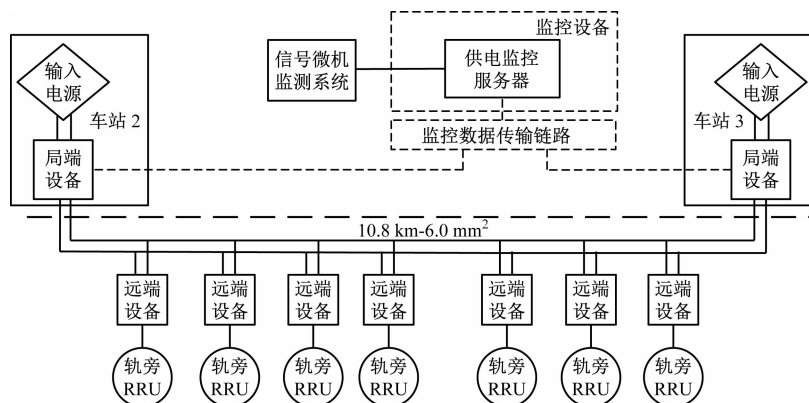 监控设备
输入
电源
车站 2
局端
设备
信号微机
监测系统
供电监控
服务器
监控数据传输链路
输入
电源
车站 3
局端
设备
10.8 km-6.0 mm²
远端
设备
远端
设备
远端
设备
远端
设备
远端
设备
远端
设备
远端
设备
轨旁
RRU
轨旁
RRU
轨旁
RRU
轨旁
RRU
轨旁
RRU
轨旁
RRU
轨旁
RRU